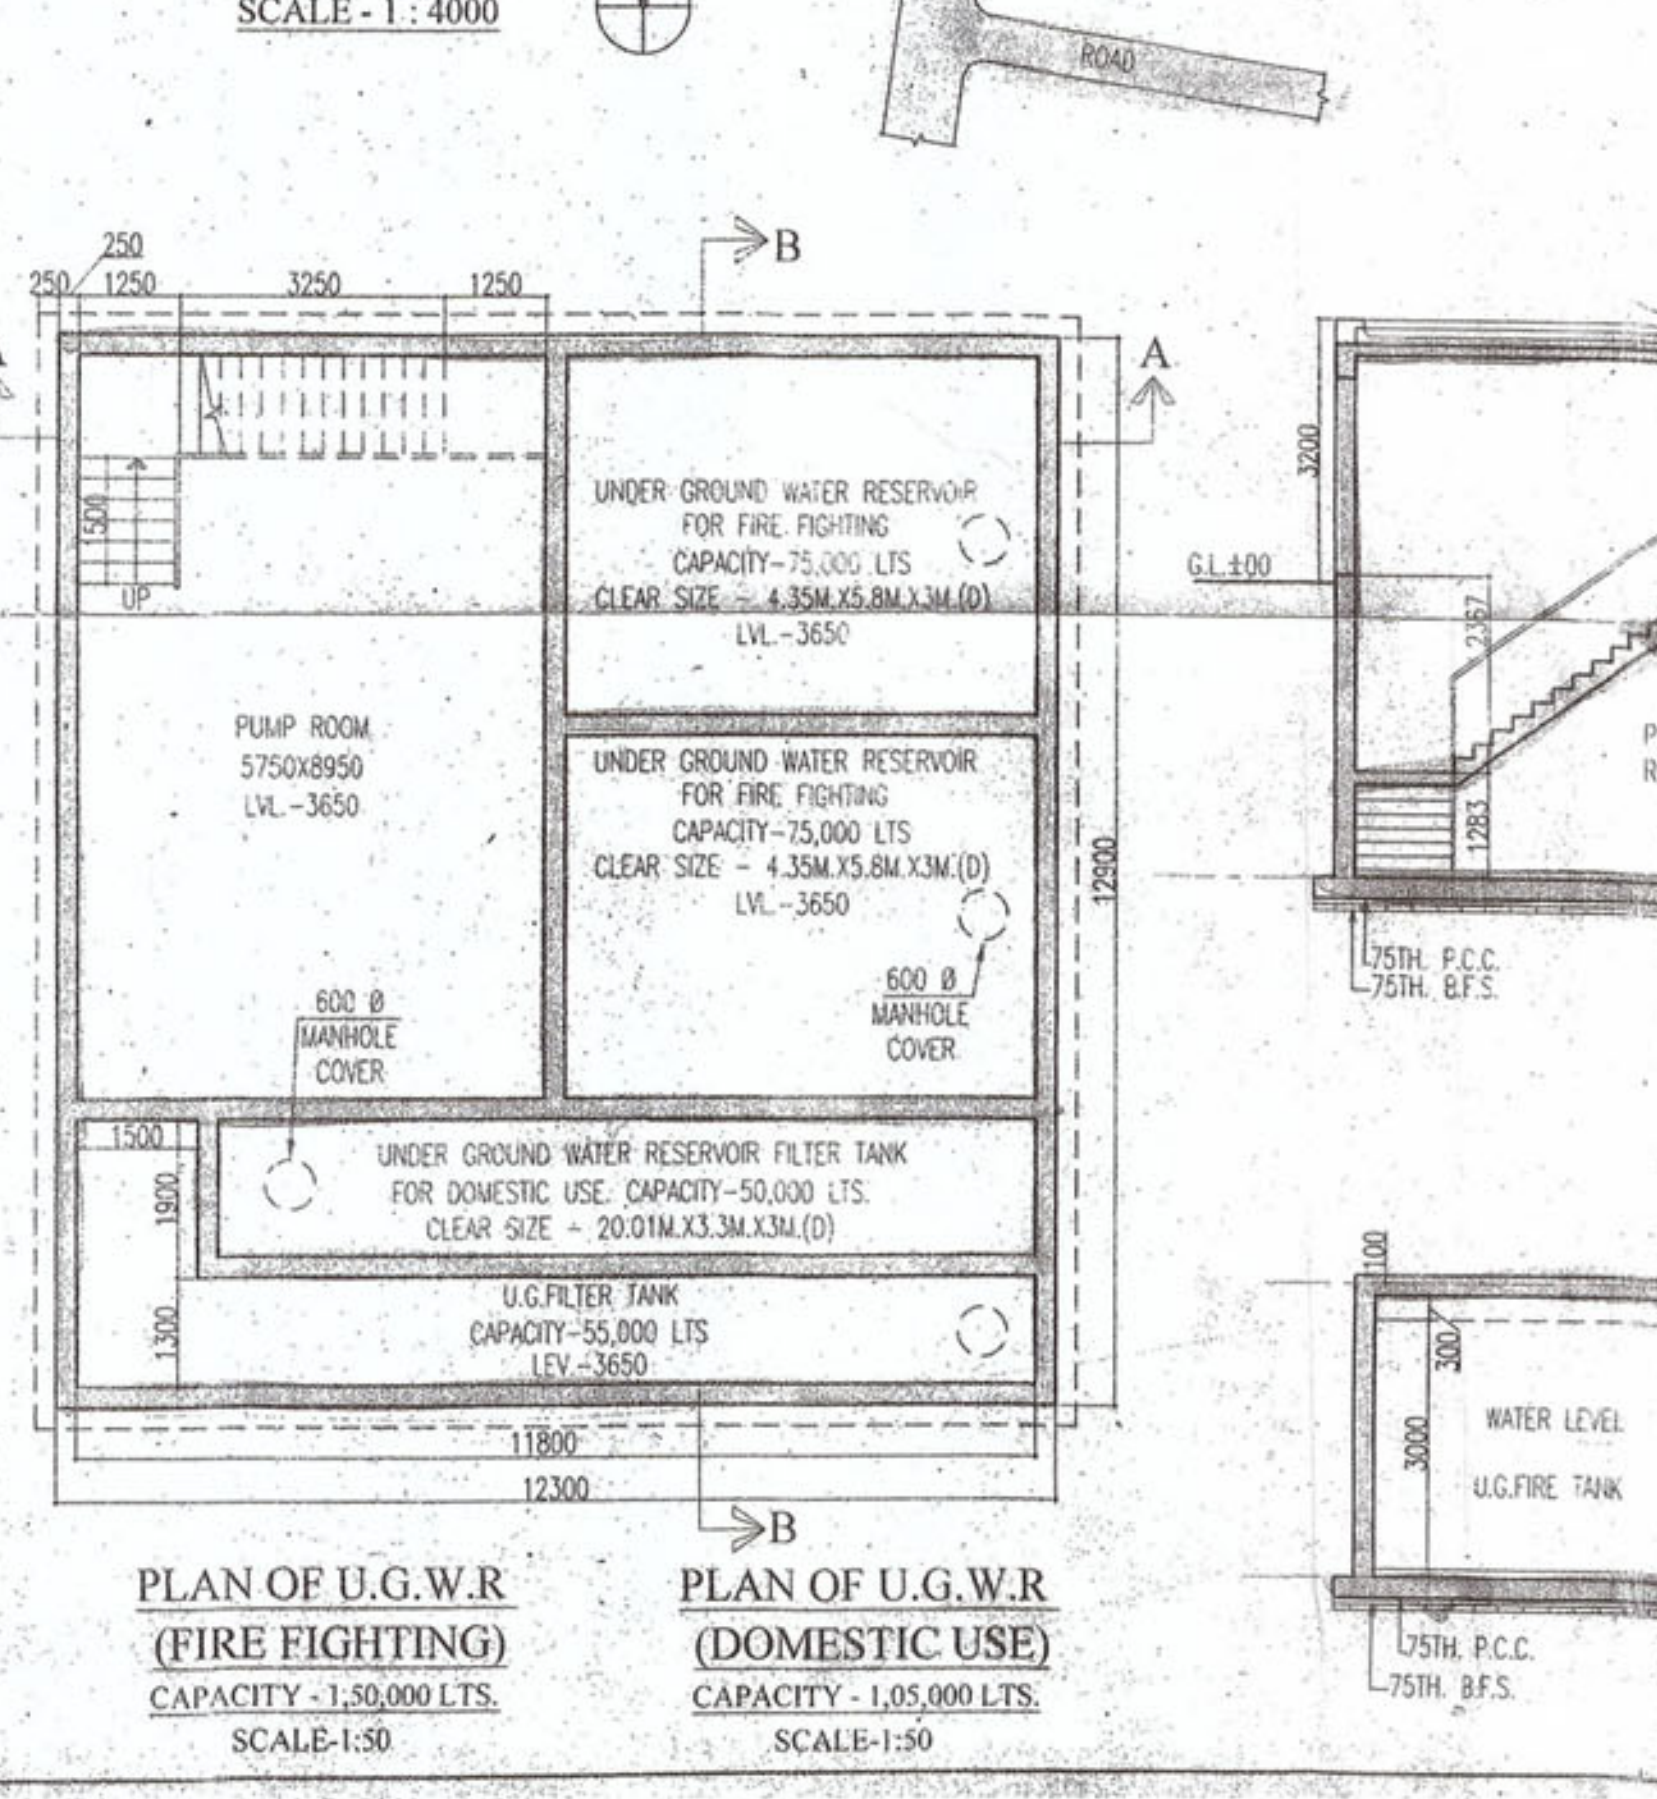 SCALE - 1 : 4000
ROAD
B
250
250 1250 3250 1250
A
UNDER GROUND WATER RESERVOIR
FOR FIRE FIGHTING
CAPACITY-75,000 LTS
CLEAR SIZE - 4.35M.X5.8M.X3M.(D)
LVL.-3650
1500
UP
PUMP ROOM
5750X8950
LVL.-3650
UNDER GROUND WATER RESERVOIR
FOR FIRE FIGHTING
CAPACITY-75,000 LTS
CLEAR SIZE - 4.35M.X5.8M.X3M.(D)
LVL.-3650
12900
600 Ø
MANHOLE
COVER
600 Ø
MANHOLE
COVER
1500
1900
UNDER GROUND WATER RESERVOIR FILTER TANK
FOR DOMESTIC USE. CAPACITY-50,000 LTS.
CLEAR SIZE - 20.01M.X3.3M.X3M.(D)
1300
U.G.FILTER TANK
CAPACITY-55,000 LTS
LEV.-3650
11800
12300
B
PLAN OF U.G.W.R
(FIRE FIGHTING)
CAPACITY - 1,50,000 LTS.
SCALE-1:50
PLAN OF U.G.W.R
(DOMESTIC USE)
CAPACITY - 1,05,000 LTS.
SCALE-1:50
3200
G.L.±00
2367
1283
P
R
75TH. P.C.C.
75TH. B.F.S.
100
300
3000
WATER LEVEL
U.G.FIRE TANK
75TH. P.C.C.
75TH. B.F.S.